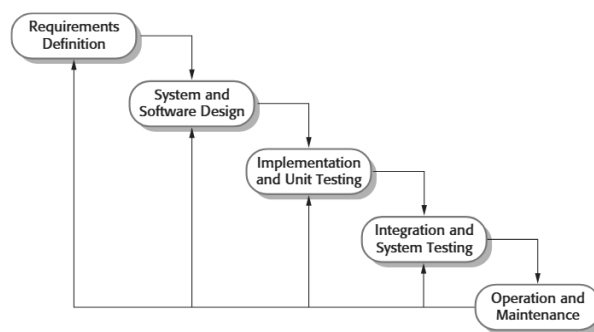 Requirements
Definition
System and
Software Design
Implementation
and Unit Testing
Integration and
System Testing
Operation and
Maintenance